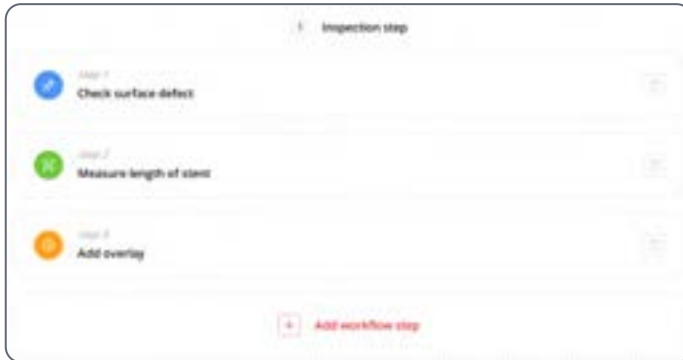 Inspection step
Step 1
Check surface defect
Step 2
Measure length of stent
Step 3
Add overlay
+ Add workflow step